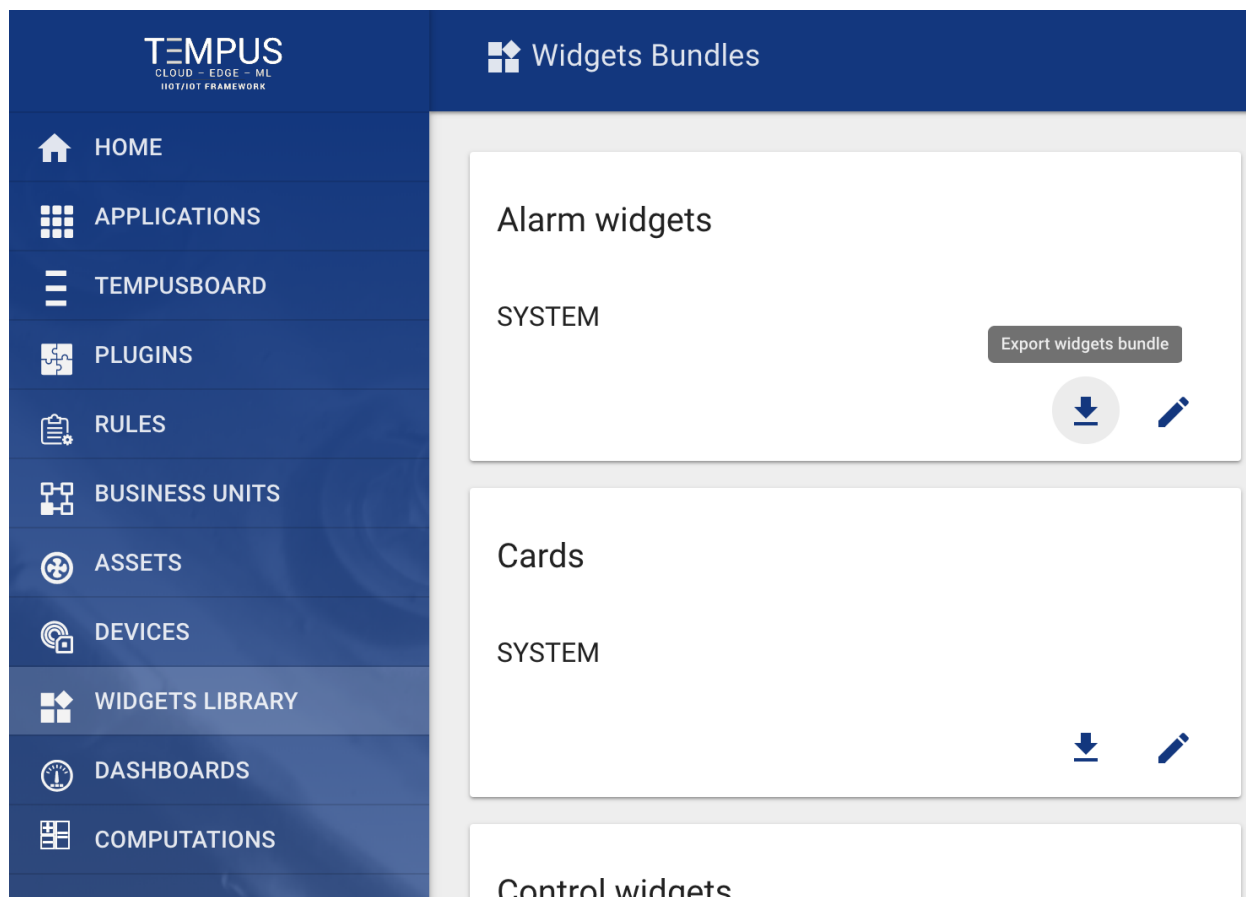 TEMPUS
CLOUD – EDGE – ML
IIOT/IOT FRAMEWORK
Widgets Bundles
HOME
APPLICATIONS
TEMPUSBOARD
PLUGINS
RULES
BUSINESS UNITS
ASSETS
DEVICES
WIDGETS LIBRARY
DASHBOARDS
COMPUTATIONS
Alarm widgets
SYSTEM
Export widgets bundle
Cards
SYSTEM
Control widgets